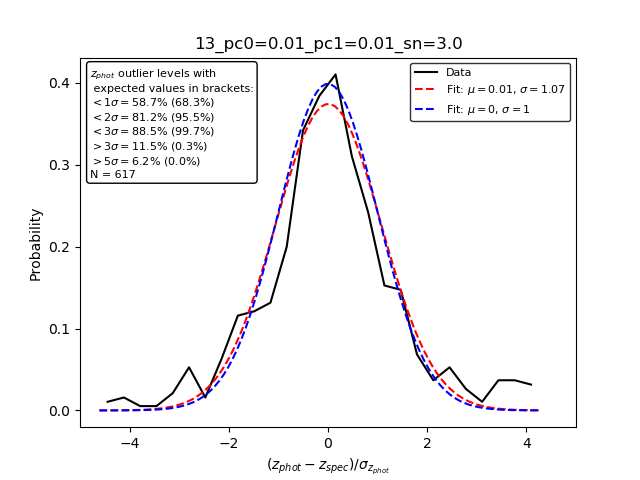 13_pc0=0.01_pc1=0.01_sn=3.0
z_phot outlier levels with
expected values in brackets:
< 1σ = 58.7% (68.3%)
< 2σ = 81.2% (95.5%)
< 3σ = 88.5% (99.7%)
> 3σ = 11.5% (0.3%)
> 5σ = 6.2% (0.0%)
N = 617
Data
Fit: μ = 0.01, σ = 1.07
Fit: μ = 0, σ = 1
Probability
0.4
0.3
0.2
0.1
0.0
−4 −2 0 2 4
(z_phot − z_spec)/σ_z_phot